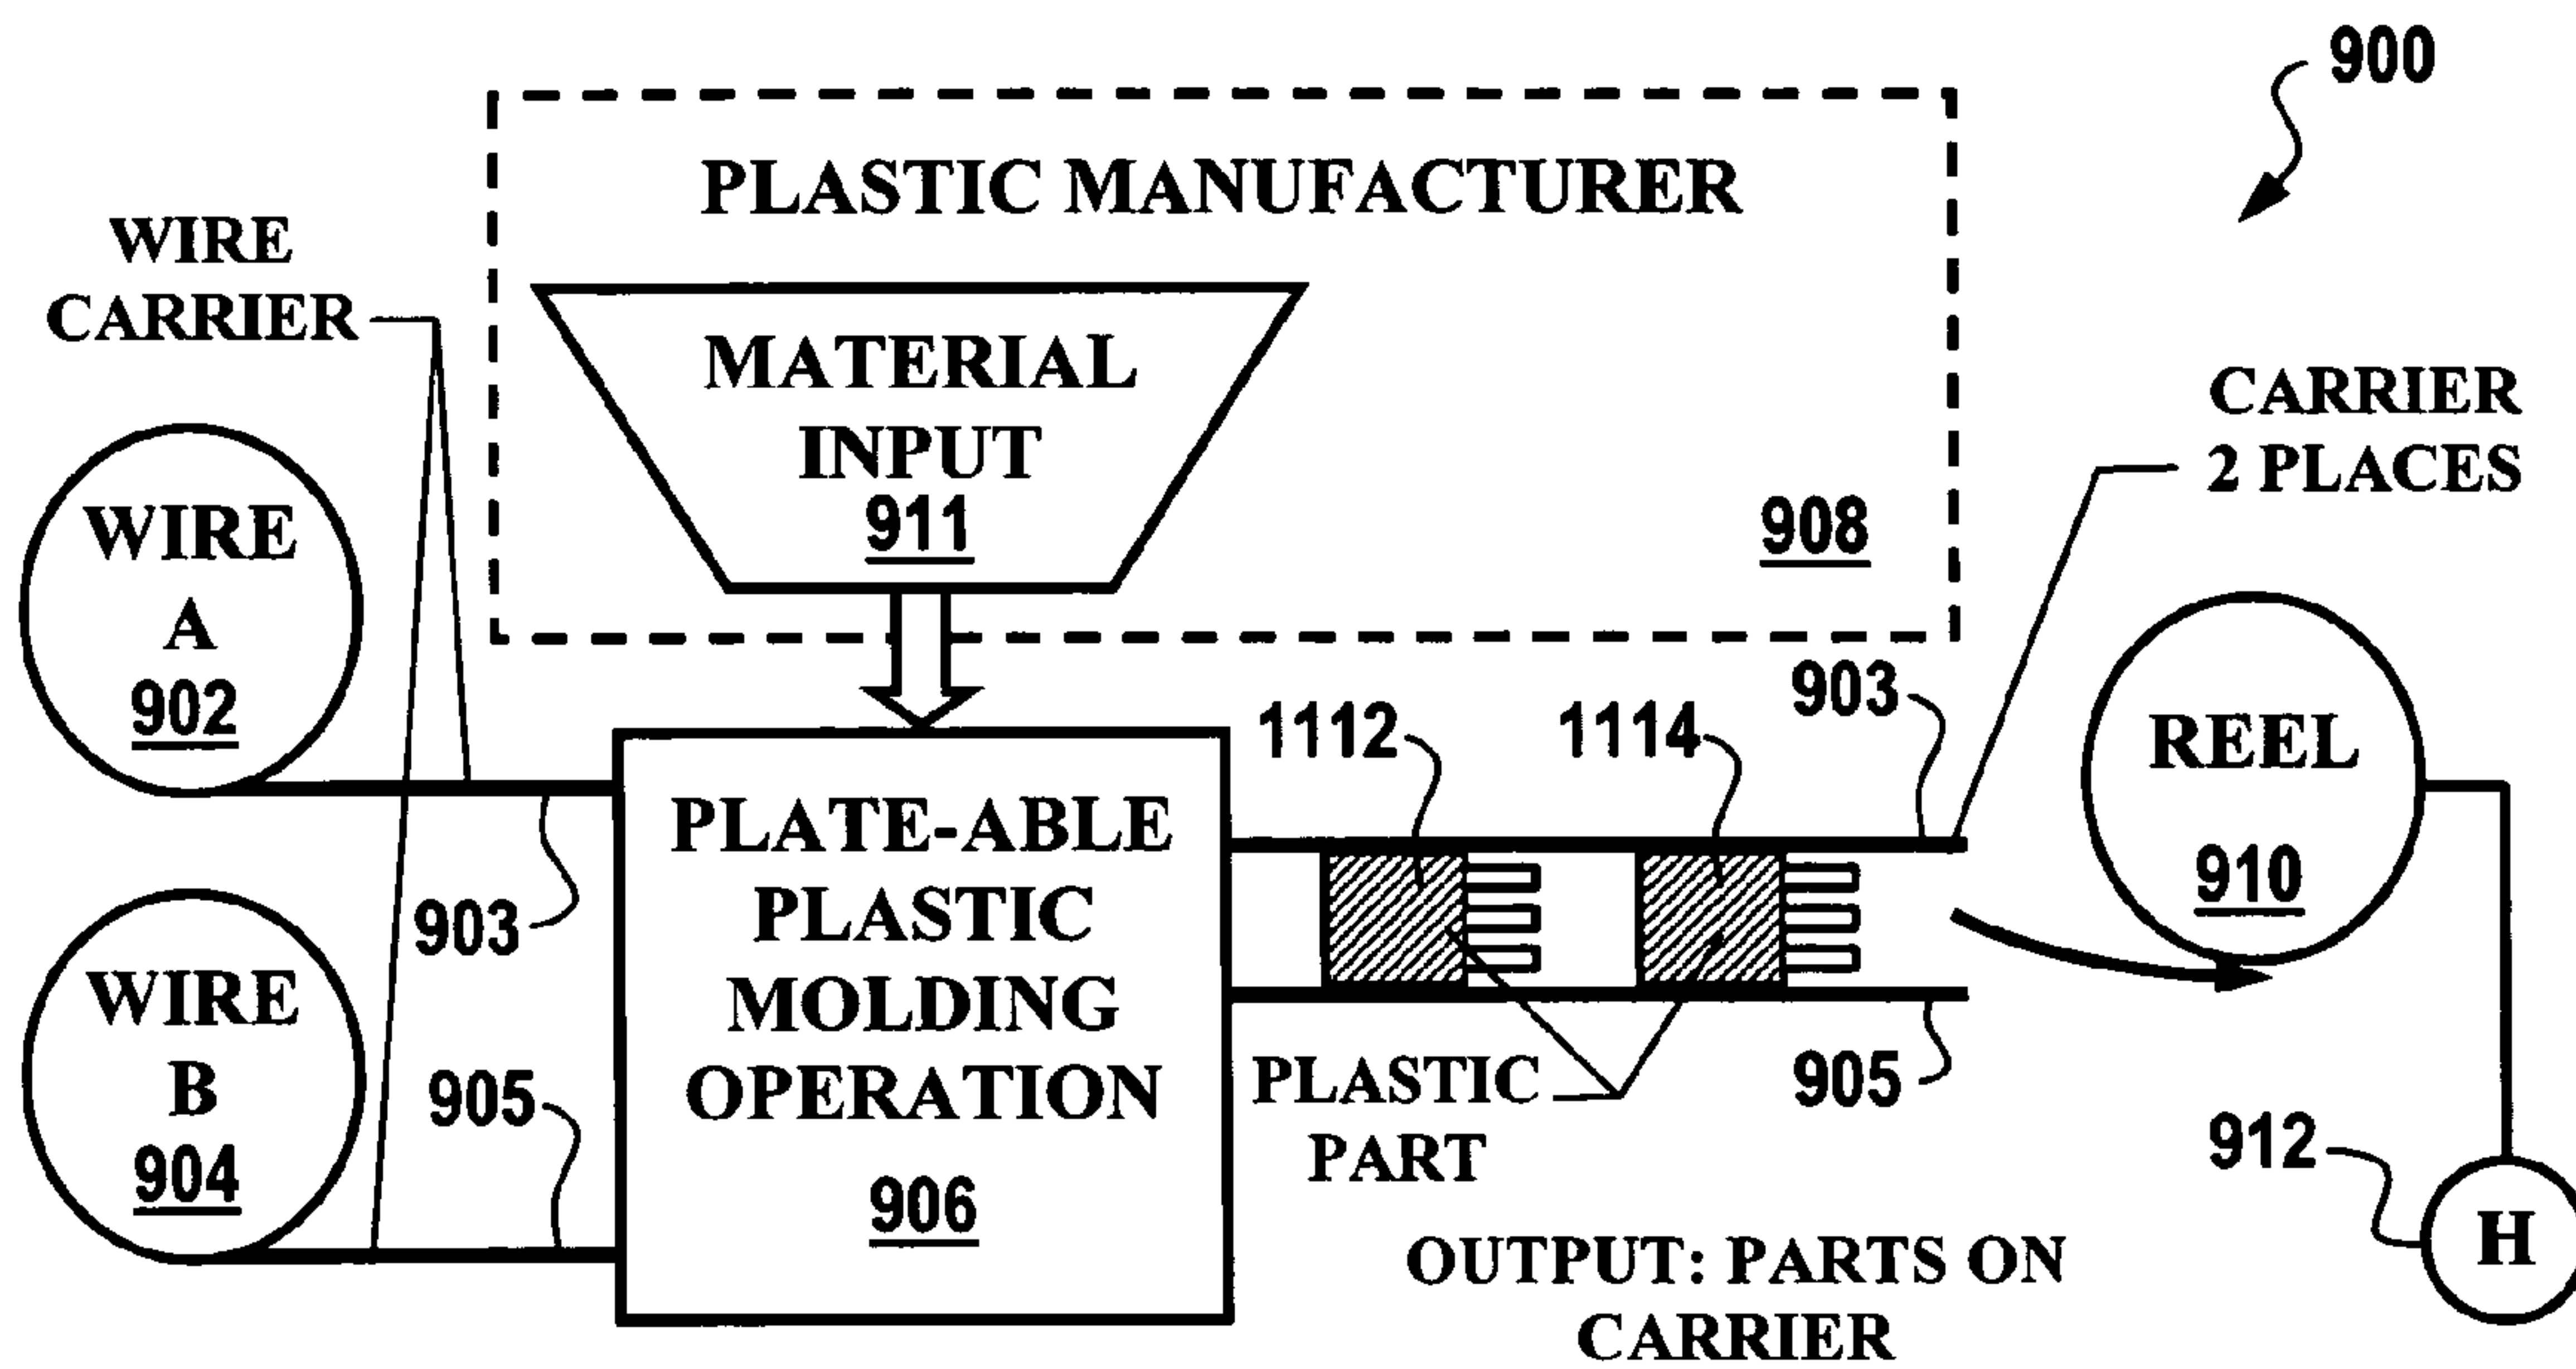 900
PLASTIC MANUFACTURER
WIRE
CARRIER
MATERIAL
INPUT
911
908
CARRIER
2 PLACES
WIRE
A
902
903
1112
1114
903
REEL
910
PLATE-ABLE
PLASTIC
MOLDING
OPERATION
906
903
WIRE
B
904
905
PLASTIC
PART
905
912
H
OUTPUT: PARTS ON
CARRIER